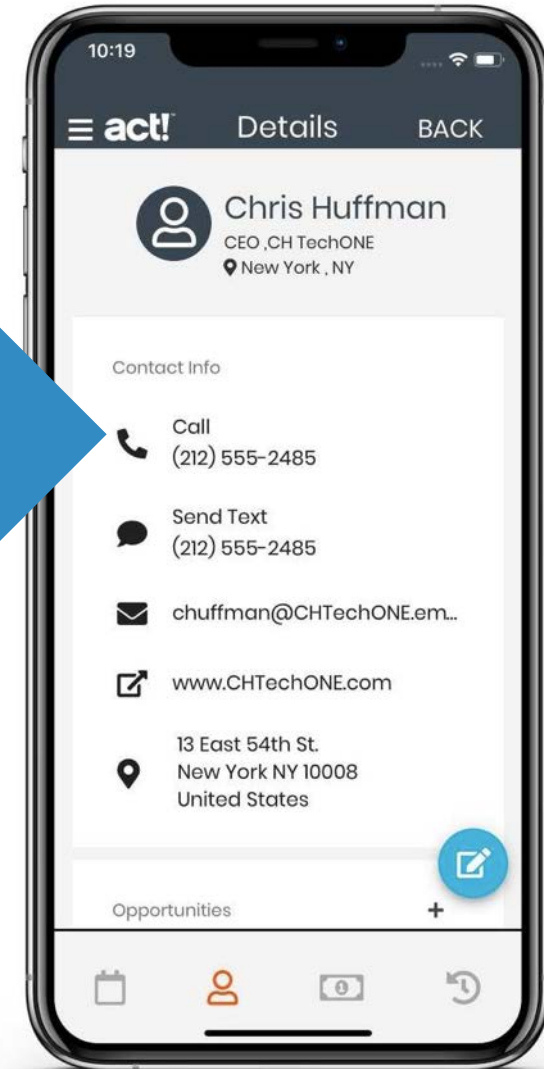 10:19
act!
Details
BACK
Chris Huffman
CEO ,CH TechONE
New York , NY
Contact Info
Call
(212) 555-2485
Send Text
(212) 555-2485
chuffman@CHTechONE.em...
www.CHTechONE.com
13 East 54th St.
New York NY 10008
United States
Opportunities
+